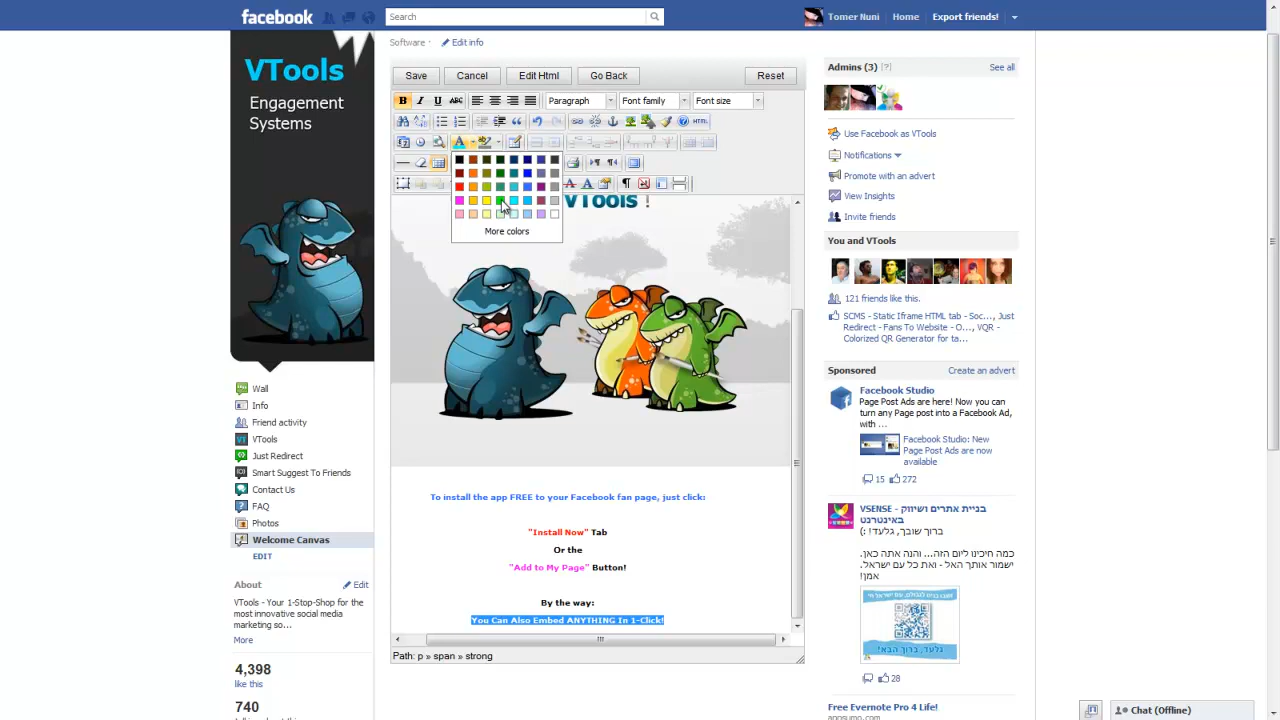 facebook
Search
Tomer Nuni
Home
Export friends!
VTools
Engagement
Systems
Wall
Info
Friend activity
VTools
Just Redirect
Smart Suggest To Friends
Contact Us
FAQ
Photos
Welcome Canvas
EDIT
About
Edit
VTools - Your 1-Stop-Shop for the
most innovative social media
marketing so...
More
4,398
like this
740
talking about this
Software ·
Edit info
Save
Cancel
Edit Html
Go Back
Reset
B I U ABC
Paragraph
Font family
Font size
HTML
More colors
VTools !
To install the app FREE to your Facebook fan page, just click:
"Install Now" Tab
Or the
"Add to My Page" Button!
By the way:
You Can Also Embed ANYTHING In 1-Click!
Path: p » span » strong
Admins (3) [?]
See all
Use Facebook as VTools
Notifications
Promote with an advert
View Insights
Invite friends
You and VTools
121 friends like this.
SCMS - Static Iframe HTML tab - Soc..., Just
Redirect - Fans To Website - O..., VQR -
Colorized QR Generator for ta...
Sponsored
Create an advert
Facebook Studio
Page Post Ads are here! Now you can
turn any Page post into a Facebook Ad,
with ...
Facebook Studio: New
Page Post Ads are now
available
15
272
VSENSE - בניית אתרים ושיווק
באינטרנט
ברוך שובך, גלעד! :)
כמה חיכינו ליום הזה... והנה אתה כאן.
ישמור אותך האל - ואת כל עם ישראל.
אמן!
גלעד, ברוך הבא!
28
Free Evernote Pro 4 Life!
appsumo.com
Chat (Offline)